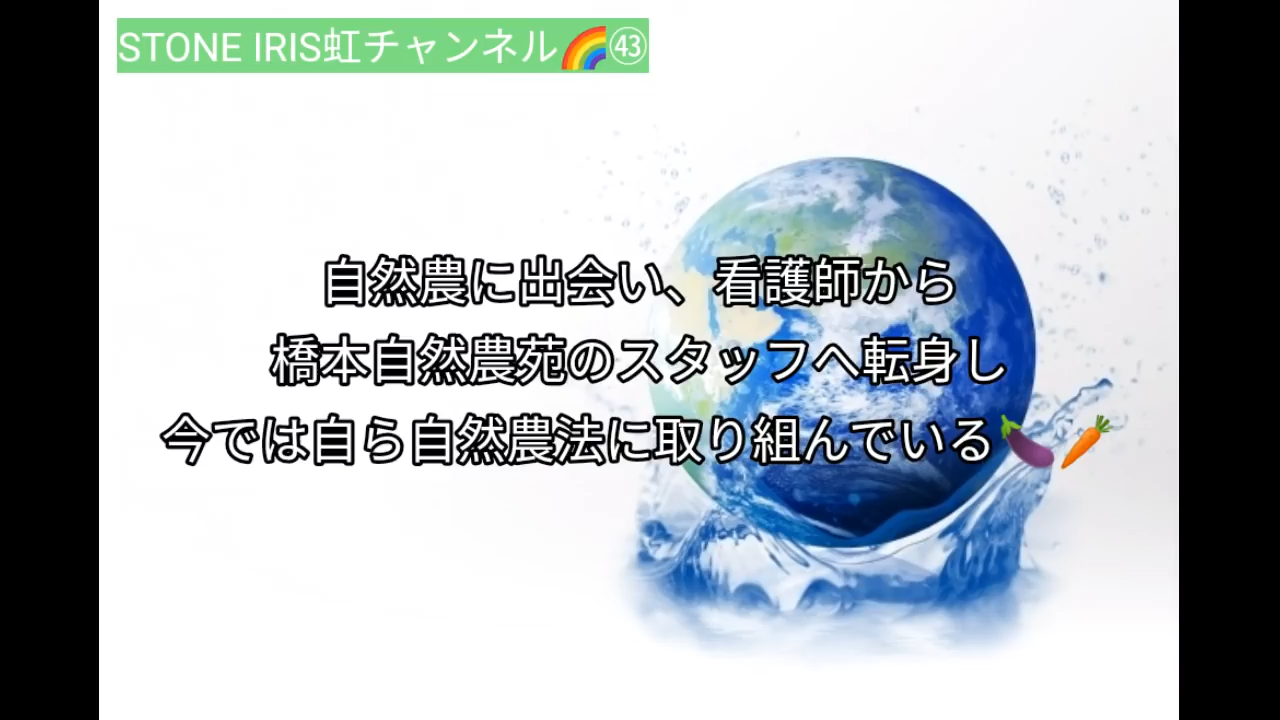 STONE IRIS虹チャンネル🌈㊸
自然農に出会い、看護師から
橋本自然農苑のスタッフへ転身し
今では自ら自然農法に取り組んでいる🍆🥕